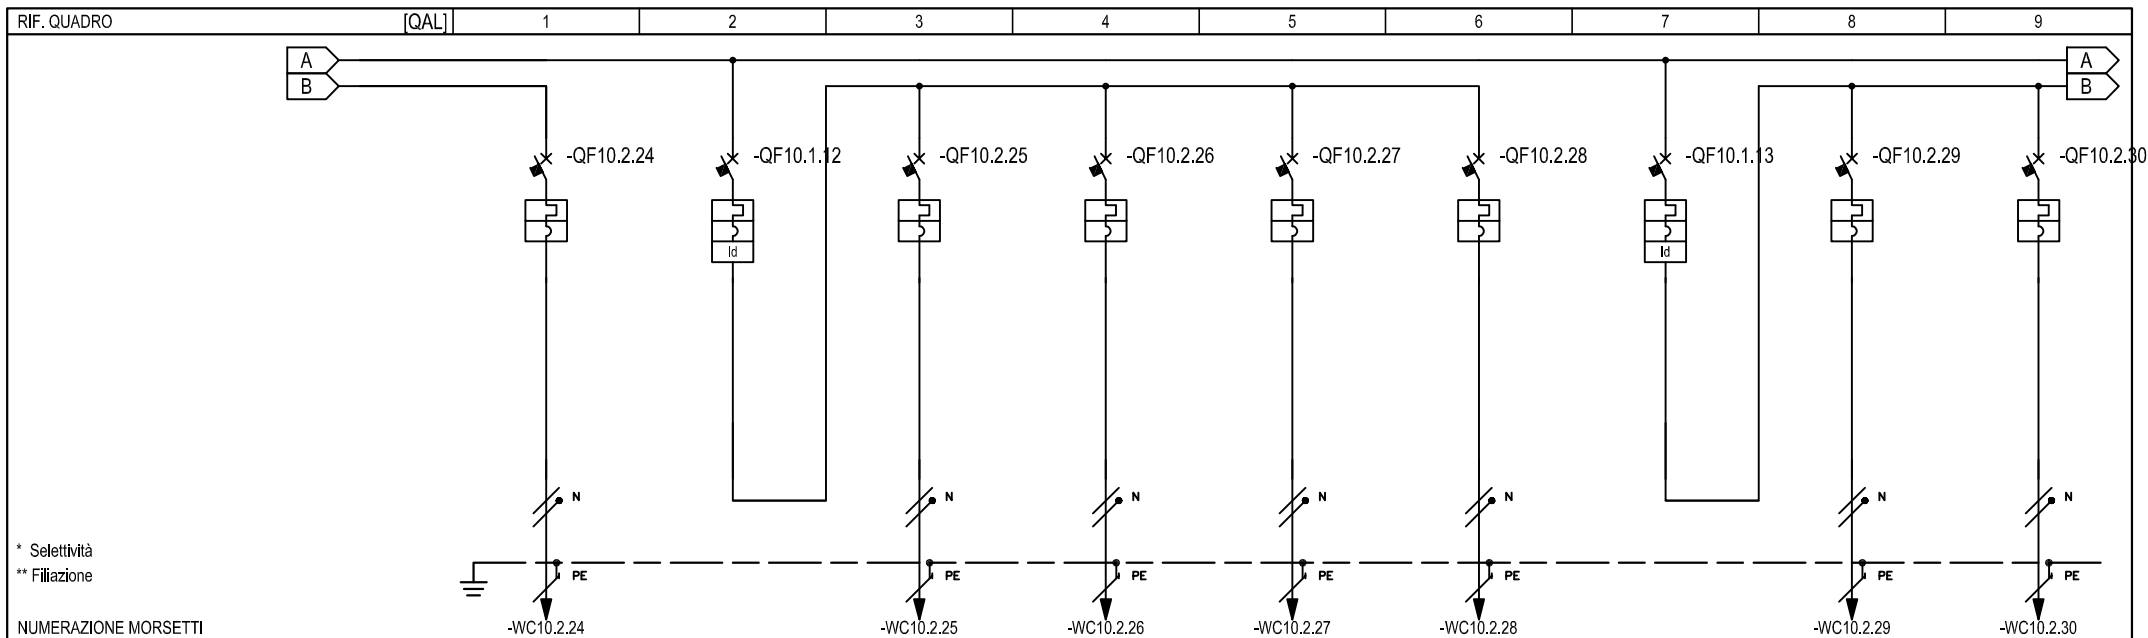 RIF. QUADRO [QAL] 1 2 3 4 5 6 7 8 9
A A
B B
-QF10.2.24 -QF10.1.12 -QF10.2.25 -QF10.2.26 -QF10.2.27 -QF10.2.28 -QF10.1.13 -QF10.2.29 -QF10.2.30
Id Id
N N N N N N N
* Selettività
** Filiazione
PE PE PE PE PE PE PE
NUMERAZIONE MORSETTI -WC10.2.24 -WC10.2.25 -WC10.2.26 -WC10.2.27 -WC10.2.28 -WC10.2.29 -WC10.2.30